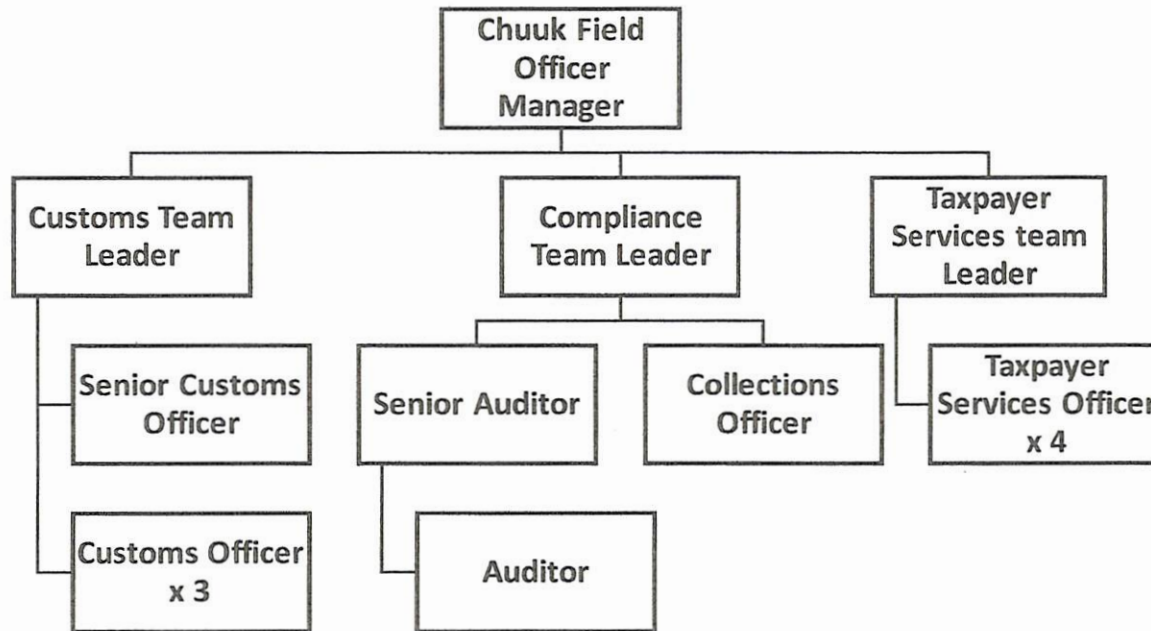 Chuuk Field
Officer
Manager
Customs Team
Leader
Compliance
Team Leader
Taxpayer
Services team
Leader
Senior Customs
Officer
Senior Auditor
Collections
Officer
Taxpayer
Services Officer
x 4
Customs Officer
x 3
Auditor